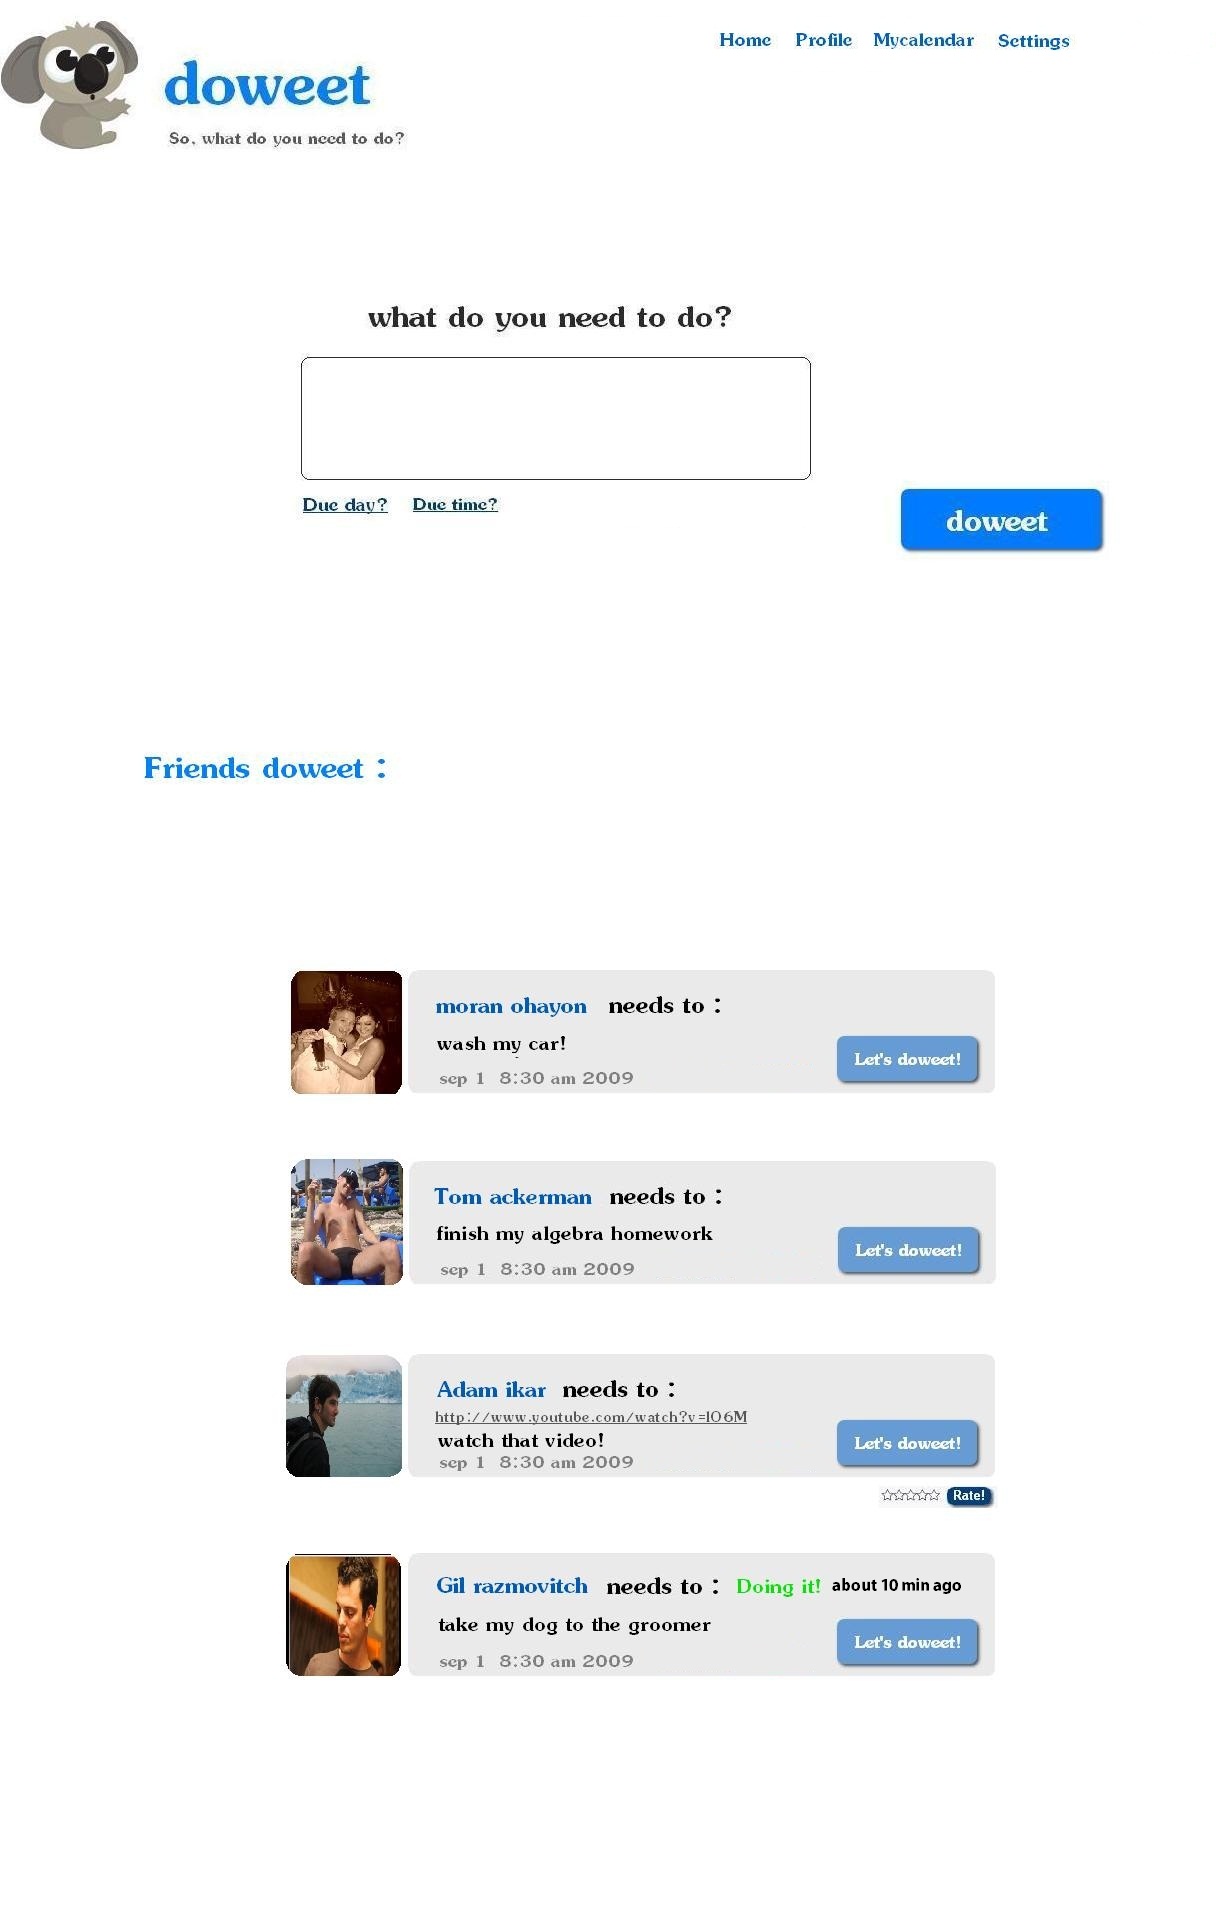 Home Profile Mycalendar Settings
doweet
So, what do you need to do?
what do you need to do?
Due day? Due time?
doweet
Friends doweet :
moran ohayon needs to :
wash my car!
Let's doweet!
sep 1 8:30 am 2009
Tom ackerman needs to :
finish my algebra homework
Let's doweet!
sep 1 8:30 am 2009
Adam ikar needs to :
http://www.youtube.com/watch?v=lO6M
watch that video!
Let's doweet!
sep 1 8:30 am 2009
Rate!
Gil razmovitch needs to : Doing it! about 10 min ago
take my dog to the groomer
Let's doweet!
sep 1 8:30 am 2009